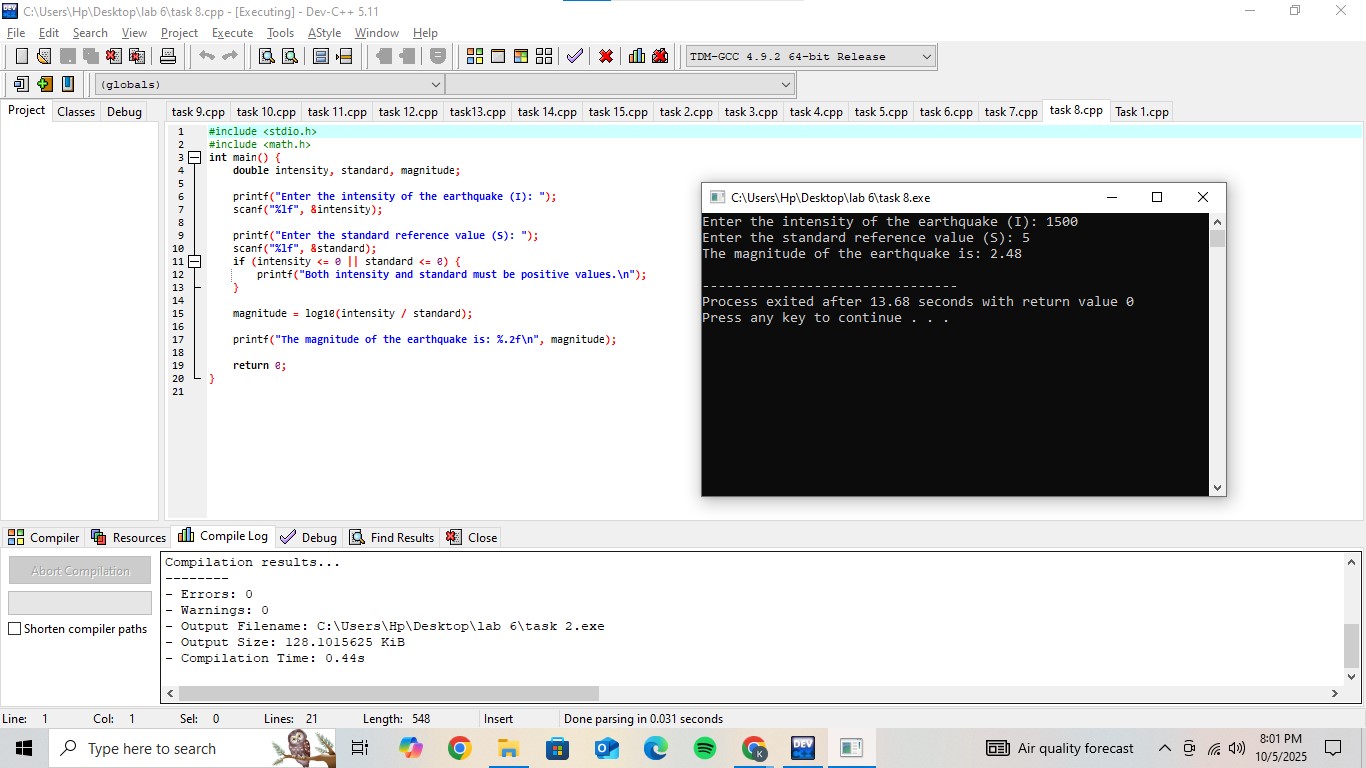 C:\Users\Hp\Desktop\lab 6\task 8.cpp - [Executing] - Dev-C++ 5.11
File Edit Search View Project Execute Tools AStyle Window Help
TDM-GCC 4.9.2 64-bit Release
(globals)
Project Classes Debug
task 9.cpp task 10.cpp task 11.cpp task 12.cpp task13.cpp task 14.cpp task 15.cpp task 2.cpp task 3.cpp task 4.cpp task 5.cpp task 6.cpp task 7.cpp task 8.cpp Task 1.cpp
1 #include <stdio.h>
2 #include <math.h>
3 int main() {
4 double intensity, standard, magnitude;
5
6 printf("Enter the intensity of the earthquake (I): ");
7 scanf("%lf", &intensity);
8
9 printf("Enter the standard reference value (S): ");
10 scanf("%lf", &standard);
11 if (intensity <= 0 || standard <= 0) {
12 printf("Both intensity and standard must be positive values.\n");
13 }
14
15 magnitude = log10(intensity / standard);
16
17 printf("The magnitude of the earthquake is: %.2f\n", magnitude);
18
19 return 0;
20 }
21
C:\Users\Hp\Desktop\lab 6\task 8.exe
Enter the intensity of the earthquake (I): 1500
Enter the standard reference value (S): 5
The magnitude of the earthquake is: 2.48
--------------------------------
Process exited after 13.68 seconds with return value 0
Press any key to continue . . .
Compiler Resources Compile Log Debug Find Results Close
Abort Compilation
Shorten compiler paths
Compilation results...
--------
- Errors: 0
- Warnings: 0
- Output Filename: C:\Users\Hp\Desktop\lab 6\task 2.exe
- Output Size: 128.1015625 KiB
- Compilation Time: 0.44s
Line: 1 Col: 1 Sel: 0 Lines: 21 Length: 548 Insert Done parsing in 0.031 seconds
Type here to search
K
DEV
Air quality forecast
8:01 PM
10/5/2025